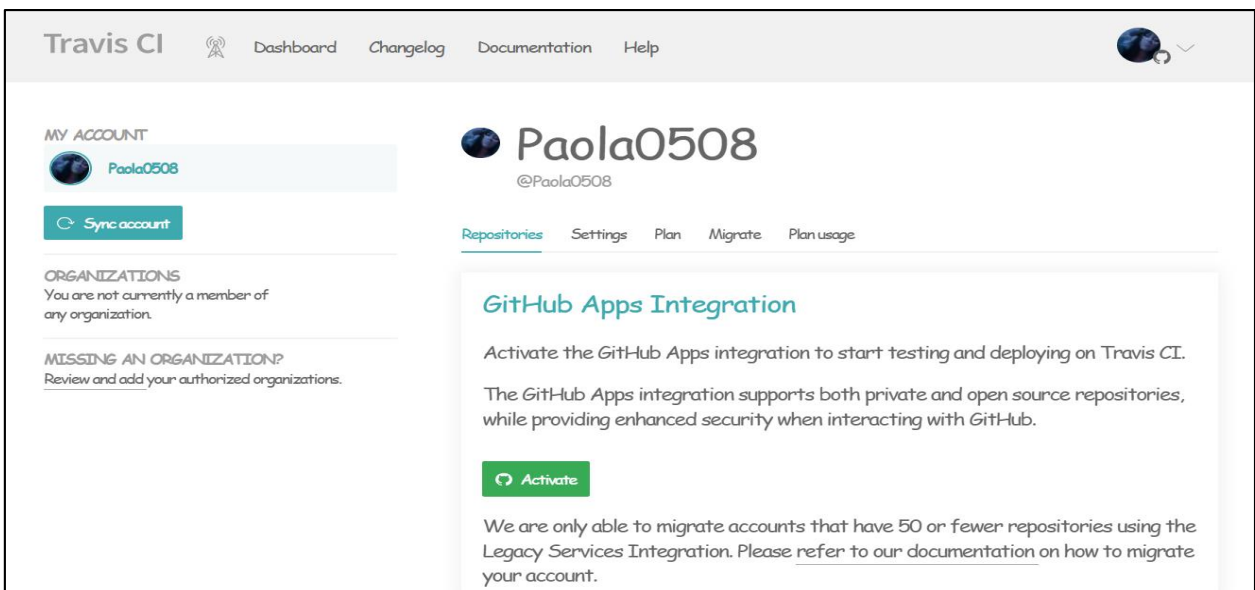 Travis CI
Dashboard
Changelog
Documentation
Help
MY ACCOUNT
Paola0508
Sync account
ORGANIZATIONS
You are not currently a member of
any organization.
MISSING AN ORGANIZATION?
Review and add your authorized organizations.
Paola0508
@Paola0508
Repositories
Settings
Plan
Migrate
Plan usage
GitHub Apps Integration
Activate the GitHub Apps integration to start testing and deploying on Travis CI.
The GitHub Apps integration supports both private and open source repositories,
while providing enhanced security when interacting with GitHub.
Activate
We are only able to migrate accounts that have 50 or fewer repositories using the
Legacy Services Integration. Please refer to our documentation on how to migrate
your account.